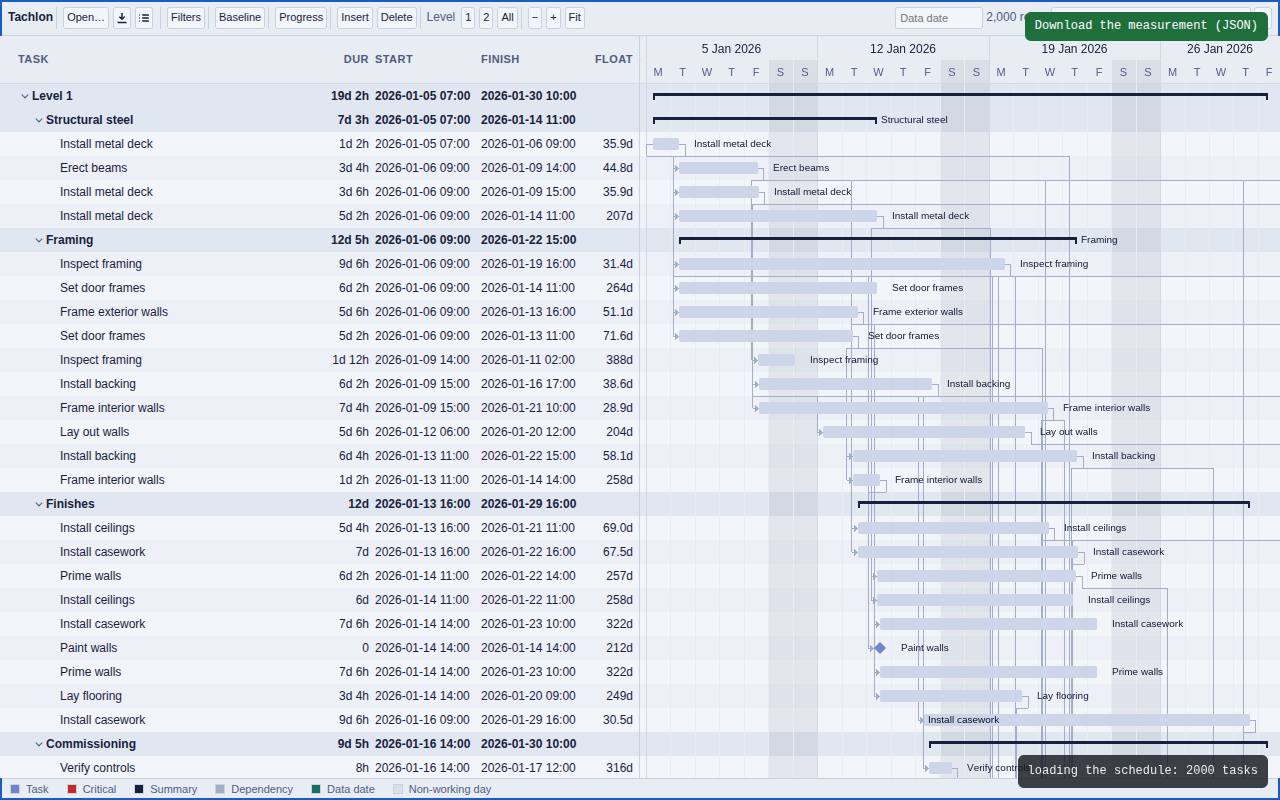 Tachlon Open… Filters Baseline Progress Insert Delete Level 1 2 All − + Fit Data date 2,000
Download the measurement (JSON)
TASK DUR START FINISH FLOAT
5 Jan 2026 12 Jan 2026 19 Jan 2026 26 Jan 2026
M T W T F S S M T W T F S S M T W T F S S M T W T F
Level 1 19d 2h 2026-01-05 07:00 2026-01-30 10:00
Structural steel 7d 3h 2026-01-05 07:00 2026-01-14 11:00 Structural steel
Install metal deck 1d 2h 2026-01-05 07:00 2026-01-06 09:00 35.9d Install metal deck
Erect beams 3d 4h 2026-01-06 09:00 2026-01-09 14:00 44.8d Erect beams
Install metal deck 3d 6h 2026-01-06 09:00 2026-01-09 15:00 35.9d Install metal deck
Install metal deck 5d 2h 2026-01-06 09:00 2026-01-14 11:00 207d Install metal deck
Framing 12d 5h 2026-01-06 09:00 2026-01-22 15:00 Framing
Inspect framing 9d 6h 2026-01-06 09:00 2026-01-19 16:00 31.4d Inspect framing
Set door frames 6d 2h 2026-01-06 09:00 2026-01-14 11:00 264d Set door frames
Frame exterior walls 5d 6h 2026-01-06 09:00 2026-01-13 16:00 51.1d Frame exterior walls
Set door frames 5d 2h 2026-01-06 09:00 2026-01-13 11:00 71.6d Set door frames
Inspect framing 1d 12h 2026-01-09 14:00 2026-01-11 02:00 388d Inspect framing
Install backing 6d 2h 2026-01-09 15:00 2026-01-16 17:00 38.6d Install backing
Frame interior walls 7d 4h 2026-01-09 15:00 2026-01-21 10:00 28.9d Frame interior walls
Lay out walls 5d 6h 2026-01-12 06:00 2026-01-20 12:00 204d Lay out walls
Install backing 6d 4h 2026-01-13 11:00 2026-01-22 15:00 58.1d Install backing
Frame interior walls 1d 2h 2026-01-13 11:00 2026-01-14 14:00 258d Frame interior walls
Finishes 12d 2026-01-13 16:00 2026-01-29 16:00
Install ceilings 5d 4h 2026-01-13 16:00 2026-01-21 11:00 69.0d Install ceilings
Install casework 7d 2026-01-13 16:00 2026-01-22 16:00 67.5d Install casework
Prime walls 6d 2h 2026-01-14 11:00 2026-01-22 14:00 257d Prime walls
Install ceilings 6d 2026-01-14 11:00 2026-01-22 11:00 258d Install ceilings
Install casework 7d 6h 2026-01-14 14:00 2026-01-23 10:00 322d Install casework
Paint walls 0 2026-01-14 14:00 2026-01-14 14:00 212d Paint walls
Prime walls 7d 6h 2026-01-14 14:00 2026-01-23 10:00 322d Prime walls
Lay flooring 3d 4h 2026-01-14 14:00 2026-01-20 09:00 249d Lay flooring
Install casework 9d 6h 2026-01-16 09:00 2026-01-29 16:00 30.5d Install casework
Commissioning 9d 5h 2026-01-16 14:00 2026-01-30 10:00
Verify controls 8h 2026-01-16 14:00 2026-01-17 12:00 316d Verify controls
loading the schedule: 2000 tasks
Task Critical Summary Dependency Data date Non-working day